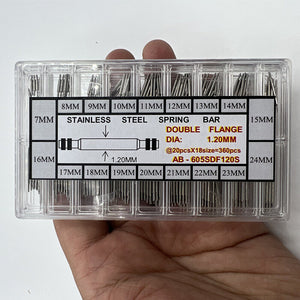 8MM 9MM 10MM 11MM 12MM 13MM 14MM
7MM
15MM
STAINLESS STEEL SPRING BAR
DOUBLE FLANGE
DIA: 1.20MM
@20pcsX18size=360pcs
AB - 605SDF120S
1.20MM
16MM
24MM
17MM 18MM 19MM 20MM 21MM 22MM 23MM